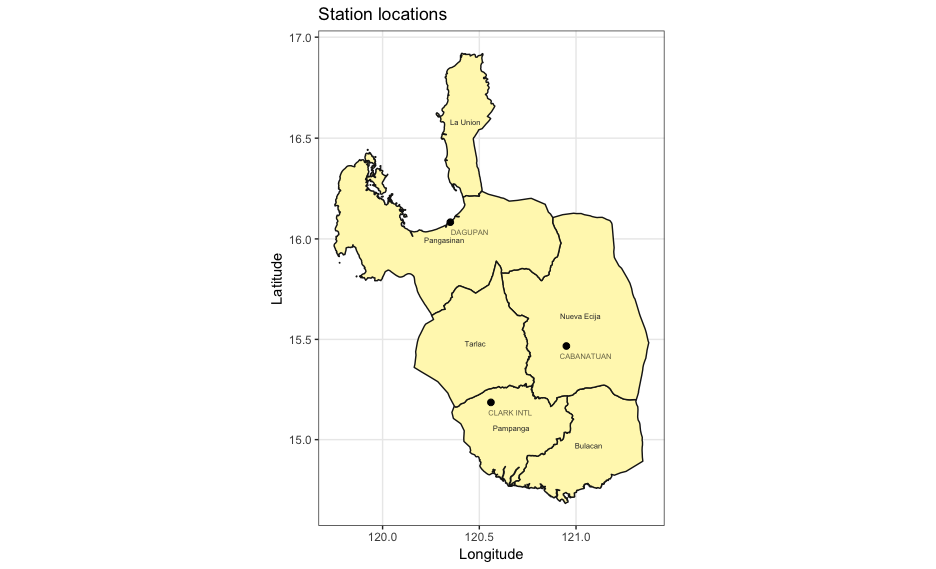 Station locations
17.0
16.5
16.0
15.5
15.0
Latitude
La Union
DAGUPAN
Pangasinan
Nueva Ecija
Tarlac
CABANATUAN
CLARK INTL
Pampanga
Bulacan
120.0
120.5
121.0
Longitude